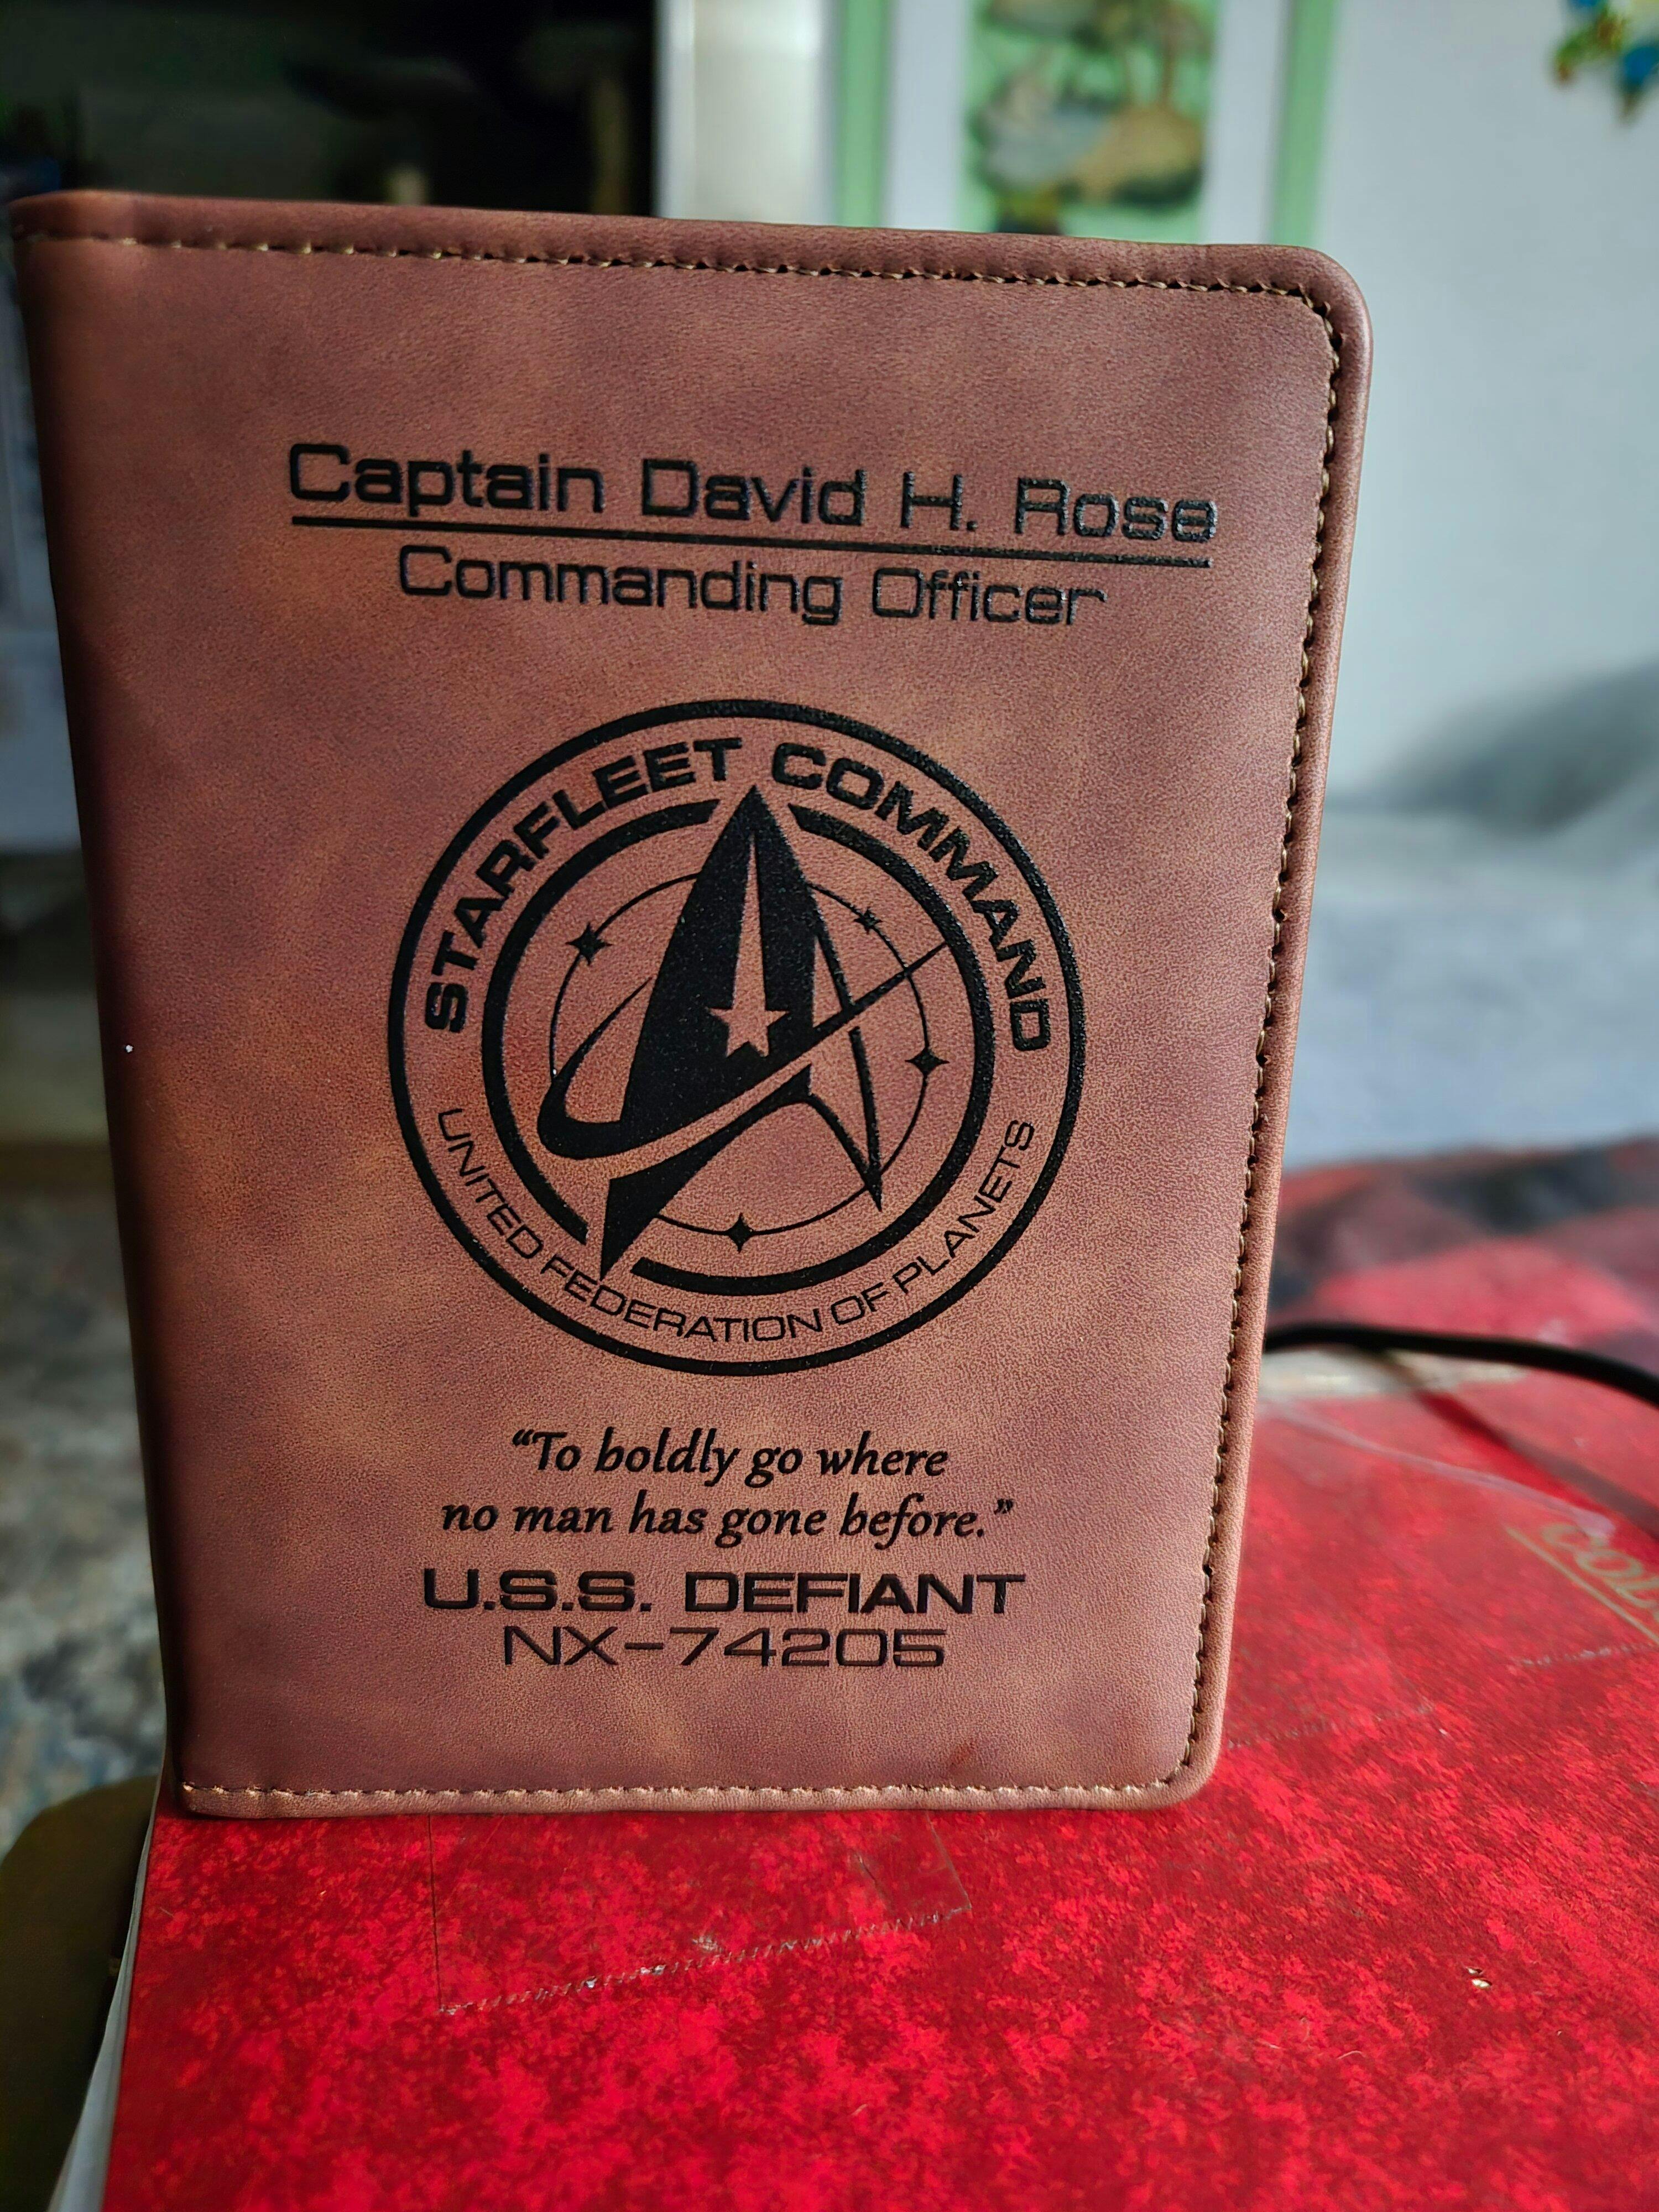 Captain David H. Rose
Commanding Officer
STARFLEET COMMAND
UNITED FEDERATION OF PLANETS
“To boldly go where
no man has gone before.”
U.S.S. DEFIANT
NX-74205